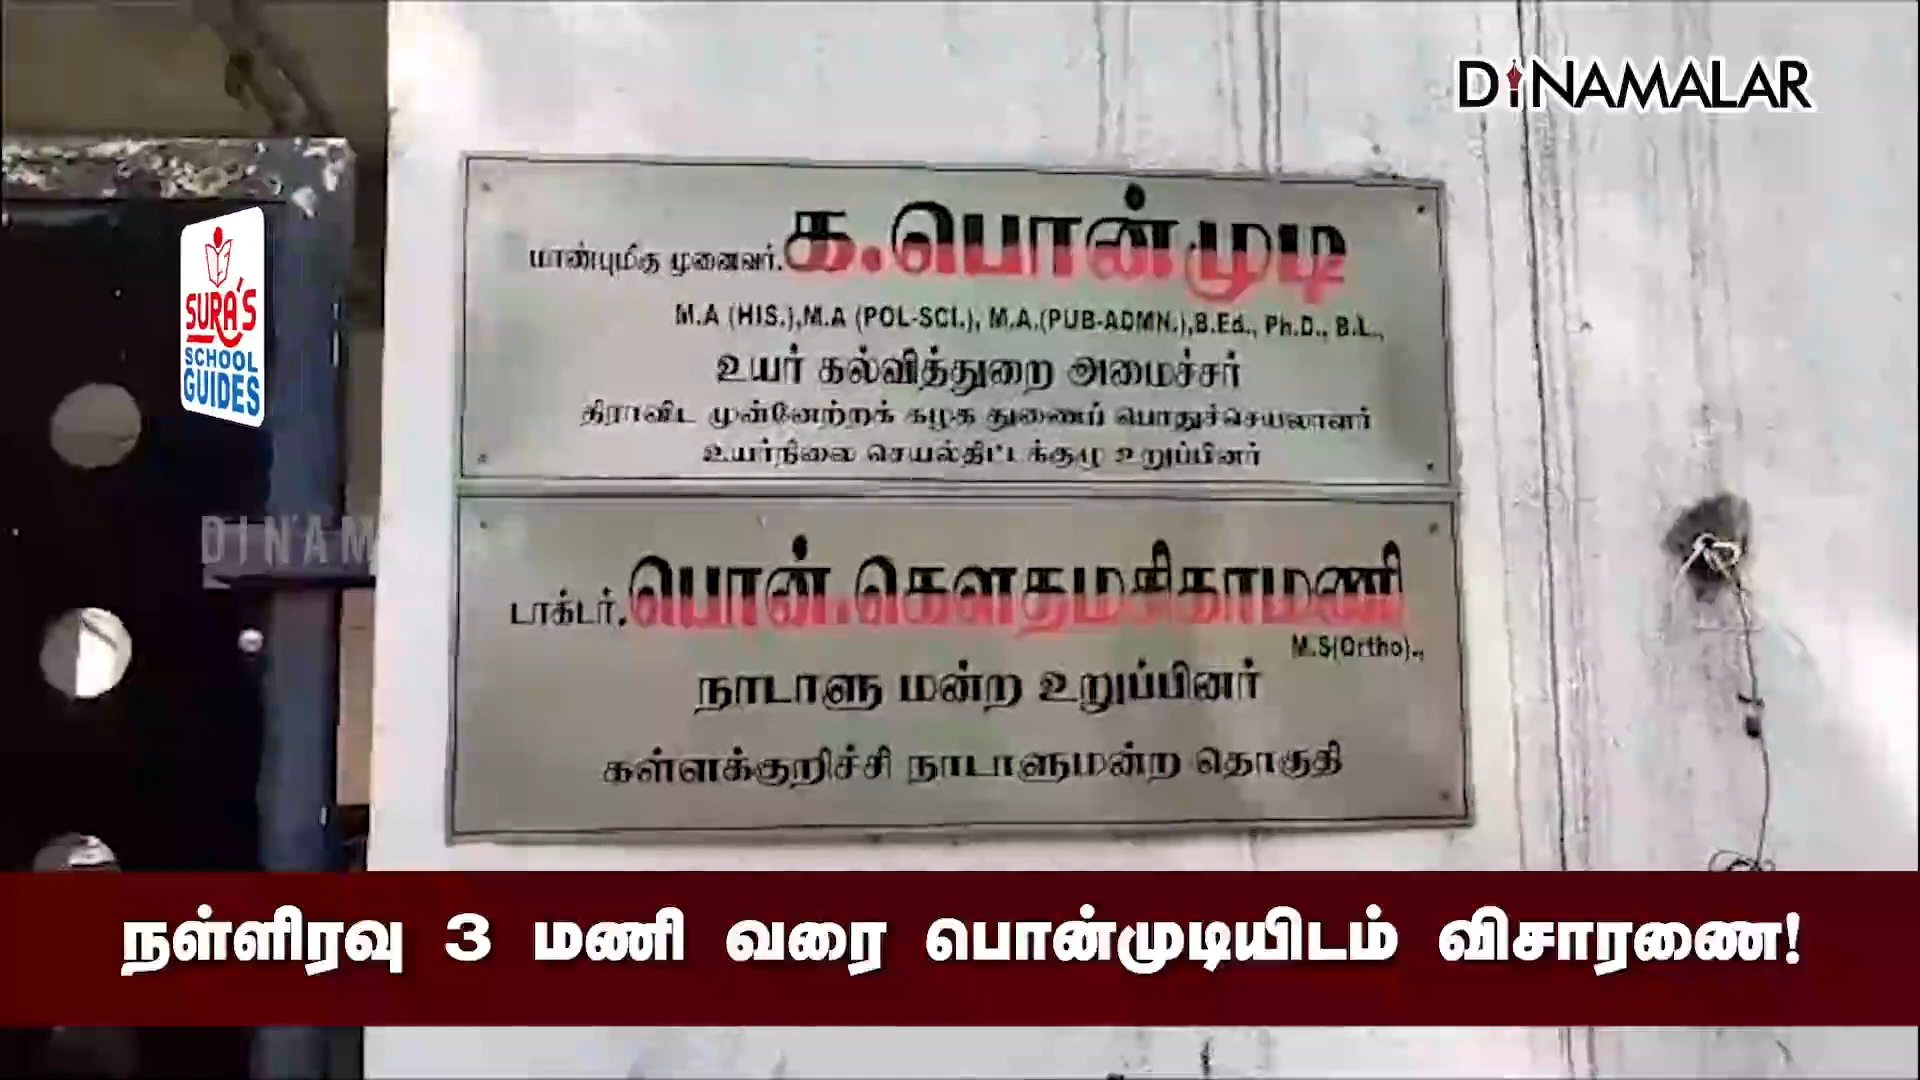 DINAMALAR
மாண்புமிகு முனைவர்.க.பொன்முடி
M.A (HIS.),M.A (POL-SCI.), M.A.(PUB-ADMN.),B.Ed., Ph.D., B.L.,
உயர் கல்வித்துறை அமைச்சர்
திராவிட முன்னேற்றக் கழக துணைப் பொதுச்செயலாளர்
உயர்நிலை செயல்திட்டக்குழு உறுப்பினர்
SURA'S
SCHOOL
GUIDES
டாக்டர்.பொன்.கௌதமசிகாமணி
M.S(Ortho).,
நாடாளு மன்ற உறுப்பினர்
கள்ளக்குறிச்சி நாடாளுமன்ற தொகுதி
நள்ளிரவு 3 மணி வரை பொன்முடியிடம் விசாரணை!